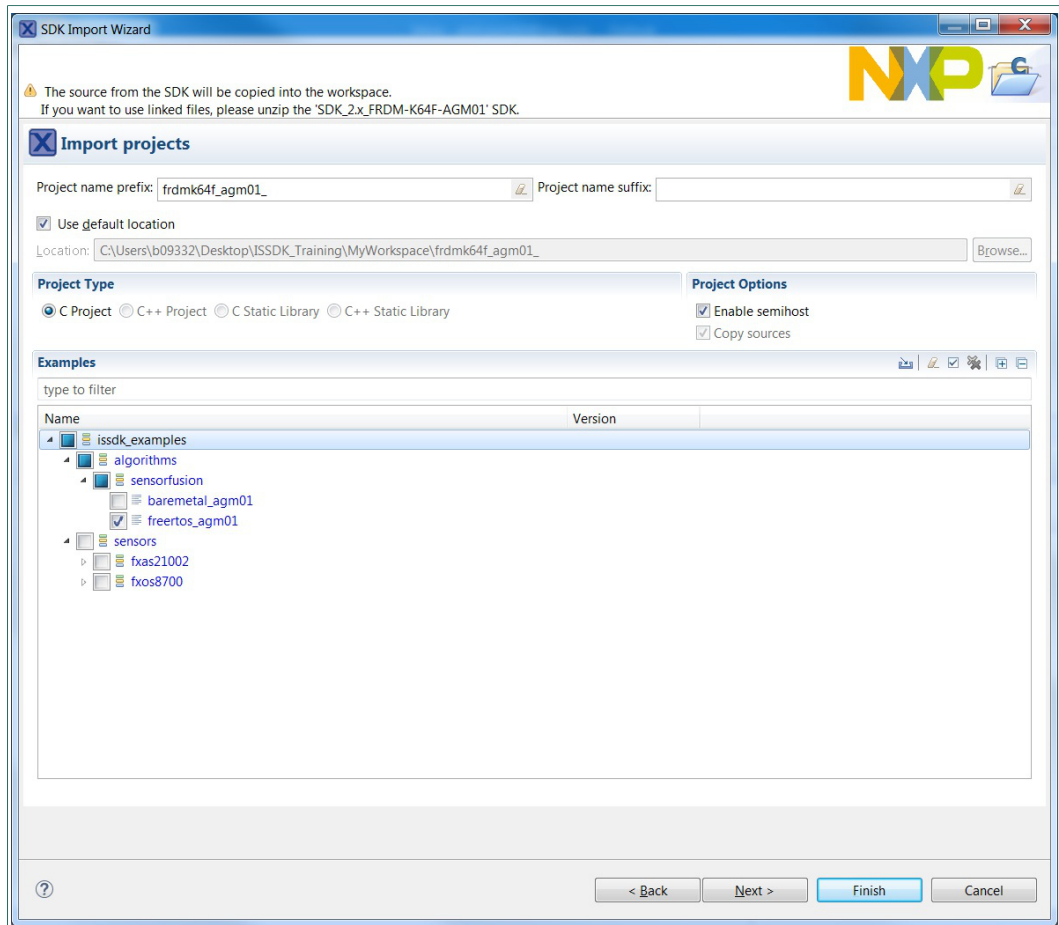 SDK Import Wizard
The source from the SDK will be copied into the workspace.
If you want to use linked files, please unzip the 'SDK_2.x_FRDM-K64F-AGM01' SDK.
NXP
Import projects
Project name prefix: frdmk64f_agm01_ Project name suffix:
Use default location
Location: C:\Users\b09332\Desktop\ISSDK_Training\MyWorkspace\frdmk64f_agm01_ Browse...
Project Type Project Options
C Project C++ Project C Static Library C++ Static Library Enable semihost
Copy sources
Examples
type to filter
Name Version
issdk_examples
algorithms
sensorfusion
baremetal_agm01
freertos_agm01
sensors
fxas21002
fxos8700
? < Back Next > Finish Cancel